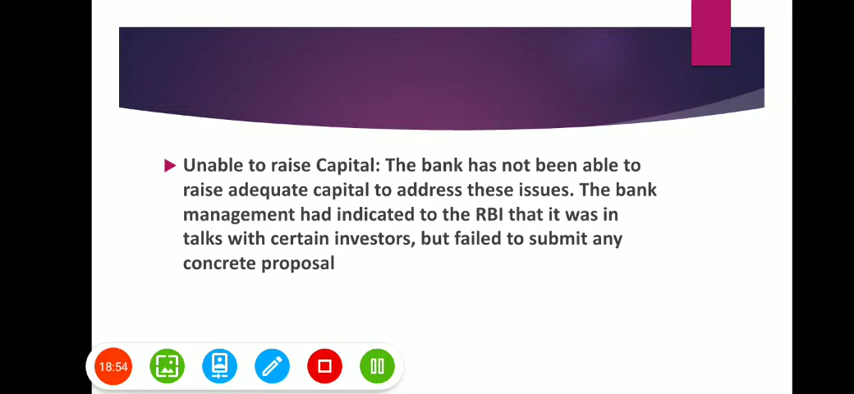 Unable to raise Capital: The bank has not been able to
raise adequate capital to address these issues. The bank
management had indicated to the RBI that it was in
talks with certain investors, but failed to submit any
concrete proposal
18:54